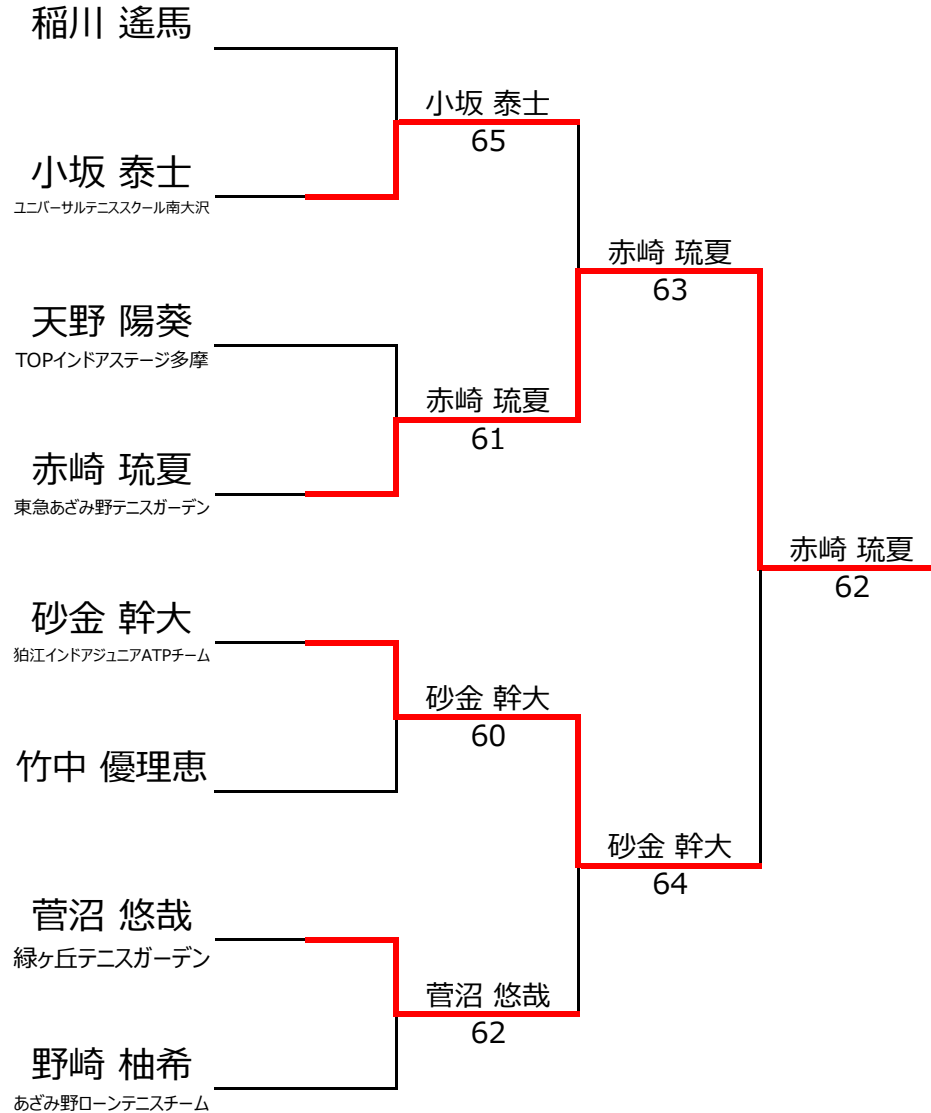 稲川 遙馬
小坂 泰士
ユニバーサルテニススクール南大沢
天野 陽葵
TOPインドアステージ多摩
赤崎 琉夏
東急あざみ野テニスガーデン
砂金 幹大
狛江インドアジュニアATPチーム
竹中 優理恵
菅沼 悠哉
緑ヶ丘テニスガーデン
野崎 柚希
あざみ野ローンテニスチーム
小坂 泰士
65
赤崎 琉夏
61
砂金 幹大
60
菅沼 悠哉
62
赤崎 琉夏
63
砂金 幹大
64
赤崎 琉夏
62